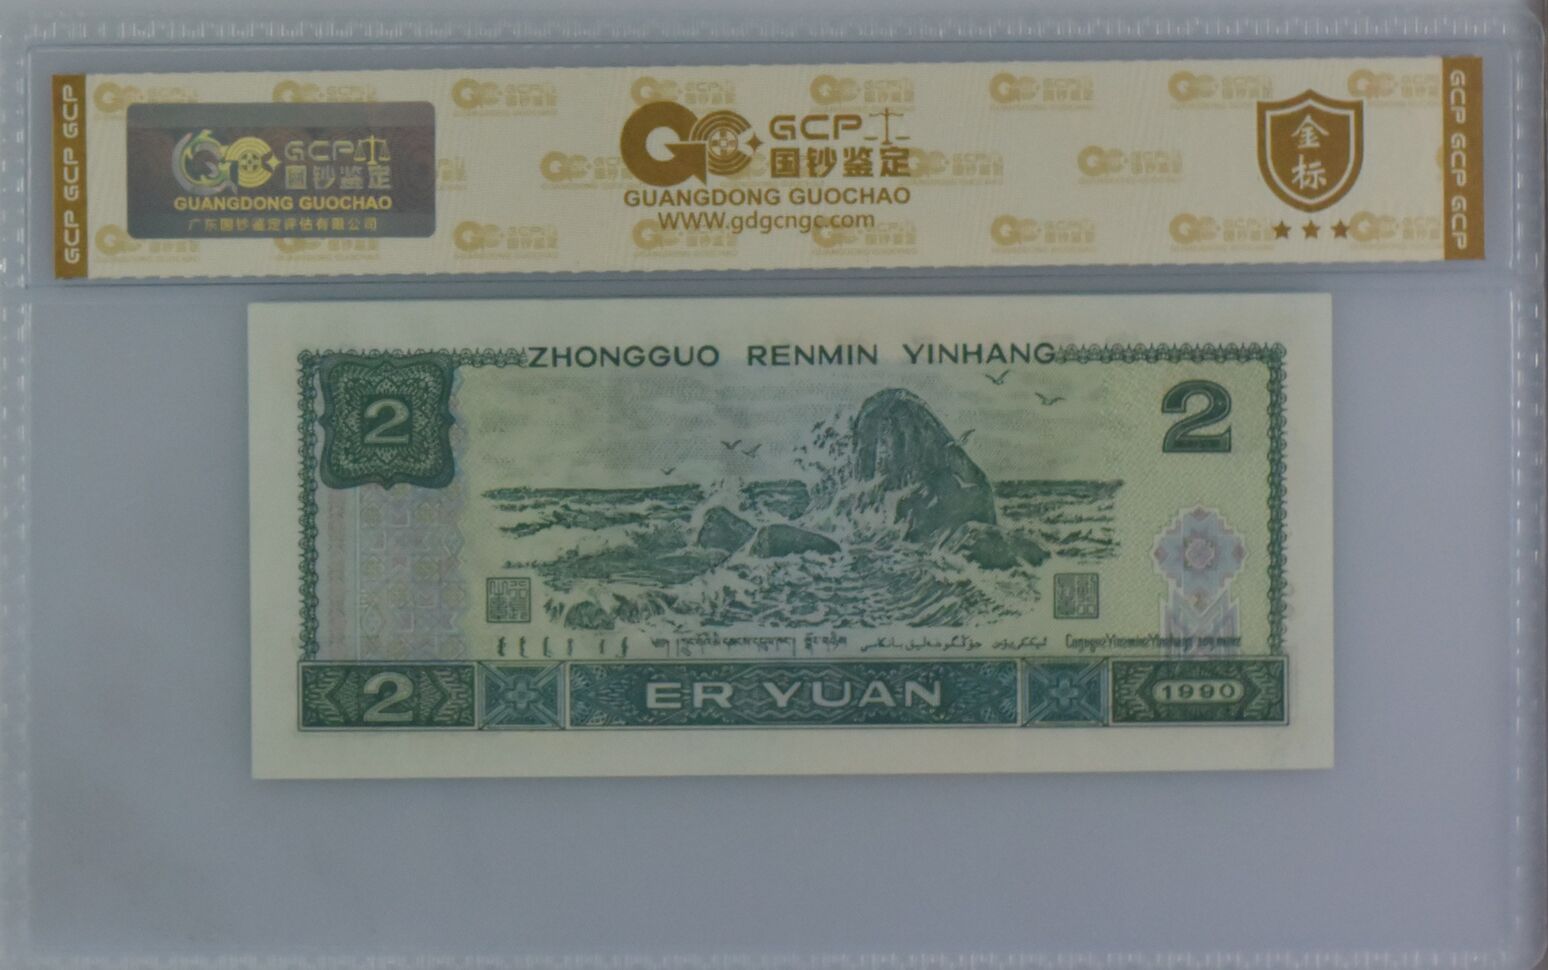 GCP GCP GCP
GCP
国钞鉴定
GUANGDONG GUOCHAO
广东国钞鉴定评估有限公司
GCP
国钞鉴定
GUANGDONG GUOCHAO
WWW.gdgcngc.com
金标
GCP GCP GCP
ZHONGGUO RENMIN YINHANG
2
2
2
ER YUAN
1990